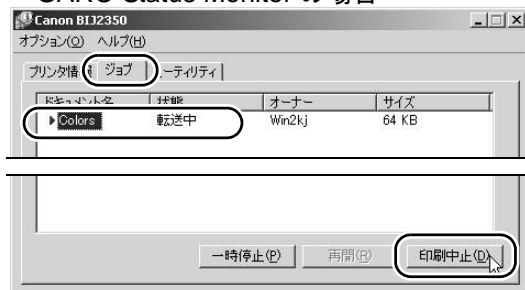 GARO Status Monitor の場合
Canon BIJ2350
オプション(O) ヘルプ(H)
プリンタ情 ジョブ ーティリティ
ドキュメント名 状態 オーナー サイズ
Colors 転送中 Win2kj 64 KB
一時停止(P) 再開(R) 印刷中止(D)